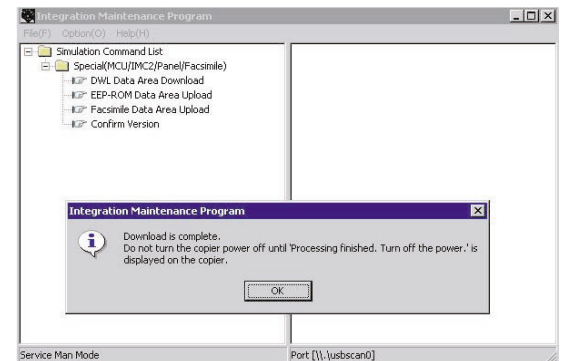 Integration Maintenance Program
File(F) Option(O) Help(H)
Simulation Command List
Special(MCU/IMC2/Panel/Facsimile)
DWL Data Area Download
EEP-ROM Data Area Upload
Facsimile Data Area Upload
Confirm Version
Integration Maintenance Program
Download is complete.
Do not turn the copier power off until 'Processing finished. Turn off the power.' is
displayed on the copier.
OK
Service Man Mode Port [\\.\usbscan0]